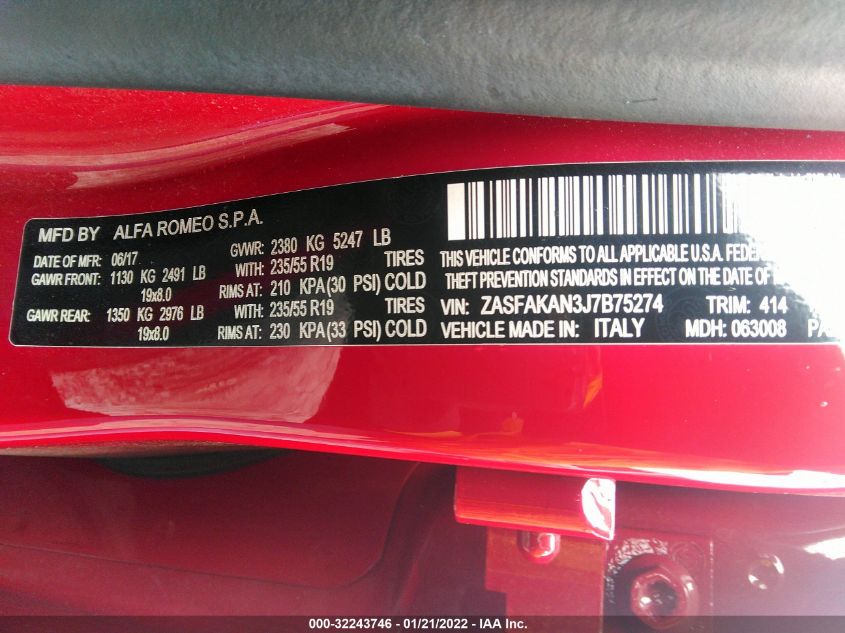 MFD BY ALFA ROMEO S.P.A.
DATE OF MFR: 06/17 GVWR: 2380 KG 5247 LB
GAWR FRONT: 1130 KG 2491 LB WITH: 235/55 R19 TIRES
19x8.0 RIMS AT: 210 KPA(30 PSI) COLD
GAWR REAR: 1350 KG 2976 LB WITH: 235/55 R19 TIRES
19x8.0 RIMS AT: 230 KPA(33 PSI) COLD
THIS VEHICLE CONFORMS TO ALL APPLICABLE U.S.A. FEDE
THEFT PREVENTION STANDARDS IN EFFECT ON THE DATE
VIN: ZASFAKAN3J7B75274 TRIM: 414
VEHICLE MADE IN: ITALY MDH: 063008 PA
000-32243746 - 01/21/2022 - IAA Inc.